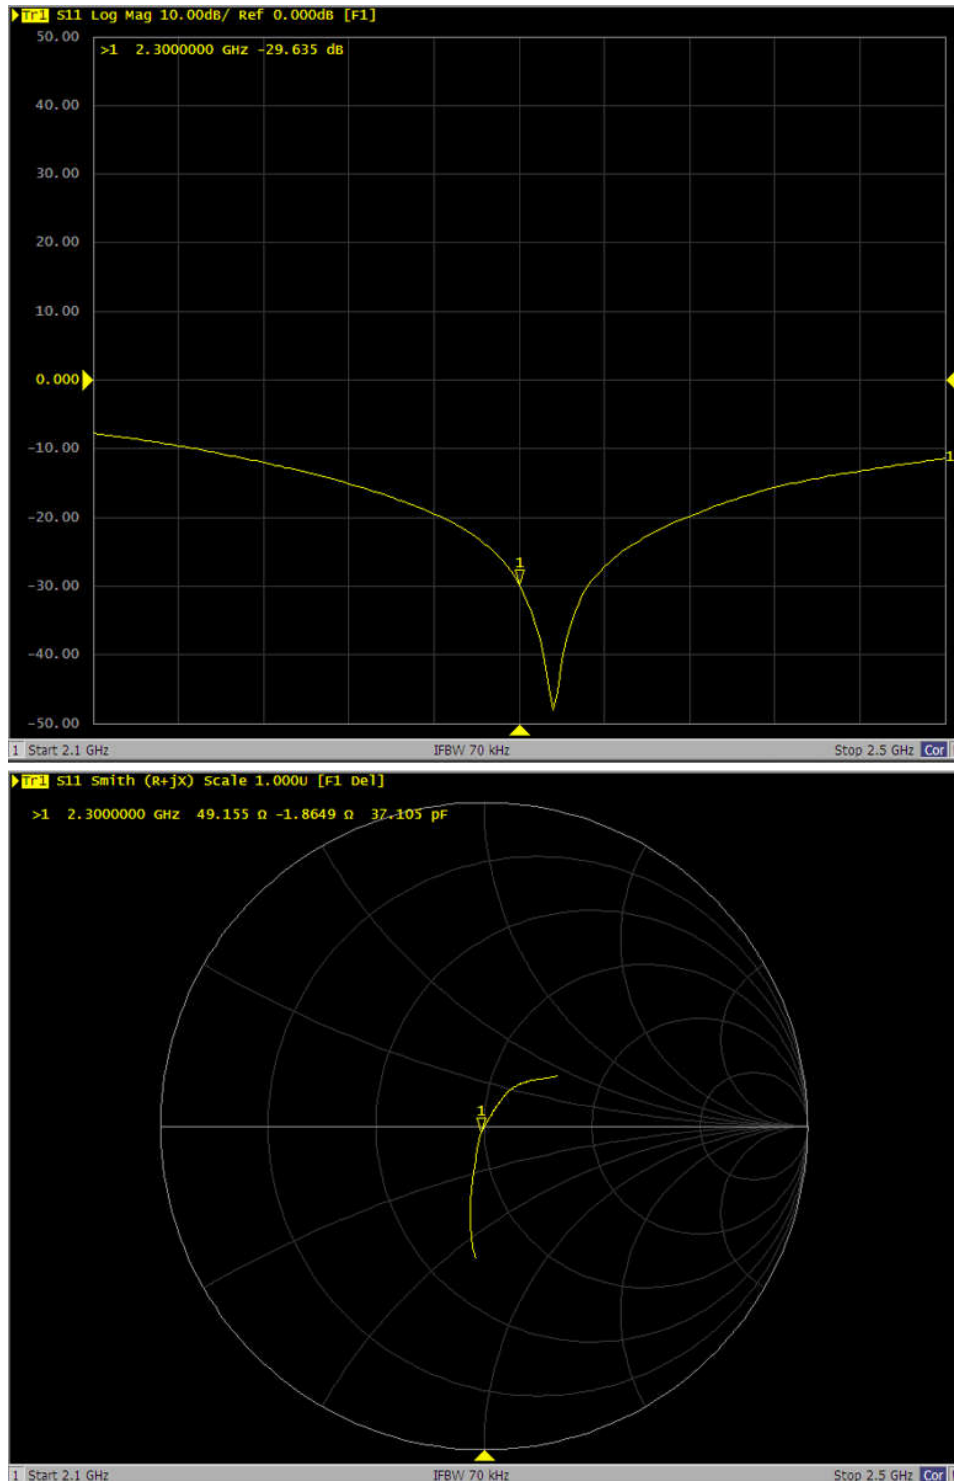 Tr1 S11 Log Mag 10.00dB/ Ref 0.000dB [F1]
50.00
>1 2.3000000 GHz -29.635 dB
40.00
30.00
20.00
10.00
0.000
-10.00
1
-20.00
1
-30.00
-40.00
-50.00
1 Start 2.1 GHz IFBW 70 kHz Stop 2.5 GHz Cor
Tr1 S11 Smith (R+jX) Scale 1.000U [F1 Del]
>1 2.3000000 GHz 49.155 Ω -1.8649 Ω 37.105 pF
1
1 Start 2.1 GHz IFBW 70 kHz Stop 2.5 GHz Cor